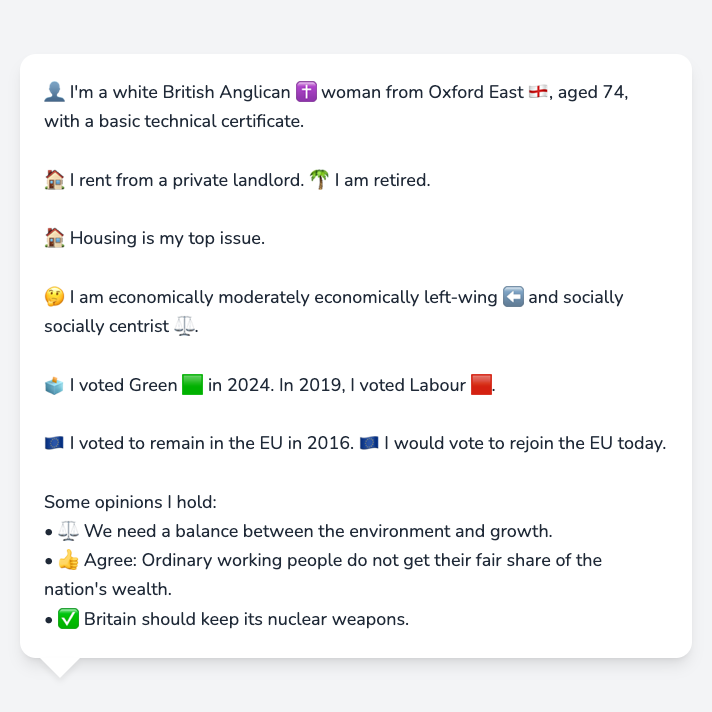 👤 I'm a white British Anglican ✝️ woman from Oxford East 🏴󠁧󠁢󠁥󠁮󠁧󠁿, aged 74,
with a basic technical certificate.
🏠 I rent from a private landlord. 🌴 I am retired.
🏠 Housing is my top issue.
🤔 I am economically moderately economically left-wing ⬅️ and socially
socially centrist ⚖️.
🗳️ I voted Green 🟩 in 2024. In 2019, I voted Labour 🟥.
🇪🇺 I voted to remain in the EU in 2016. 🇪🇺 I would vote to rejoin the EU today.
Some opinions I hold:
• ⚖️ We need a balance between the environment and growth.
• 👍 Agree: Ordinary working people do not get their fair share of the
nation's wealth.
• ✅ Britain should keep its nuclear weapons.